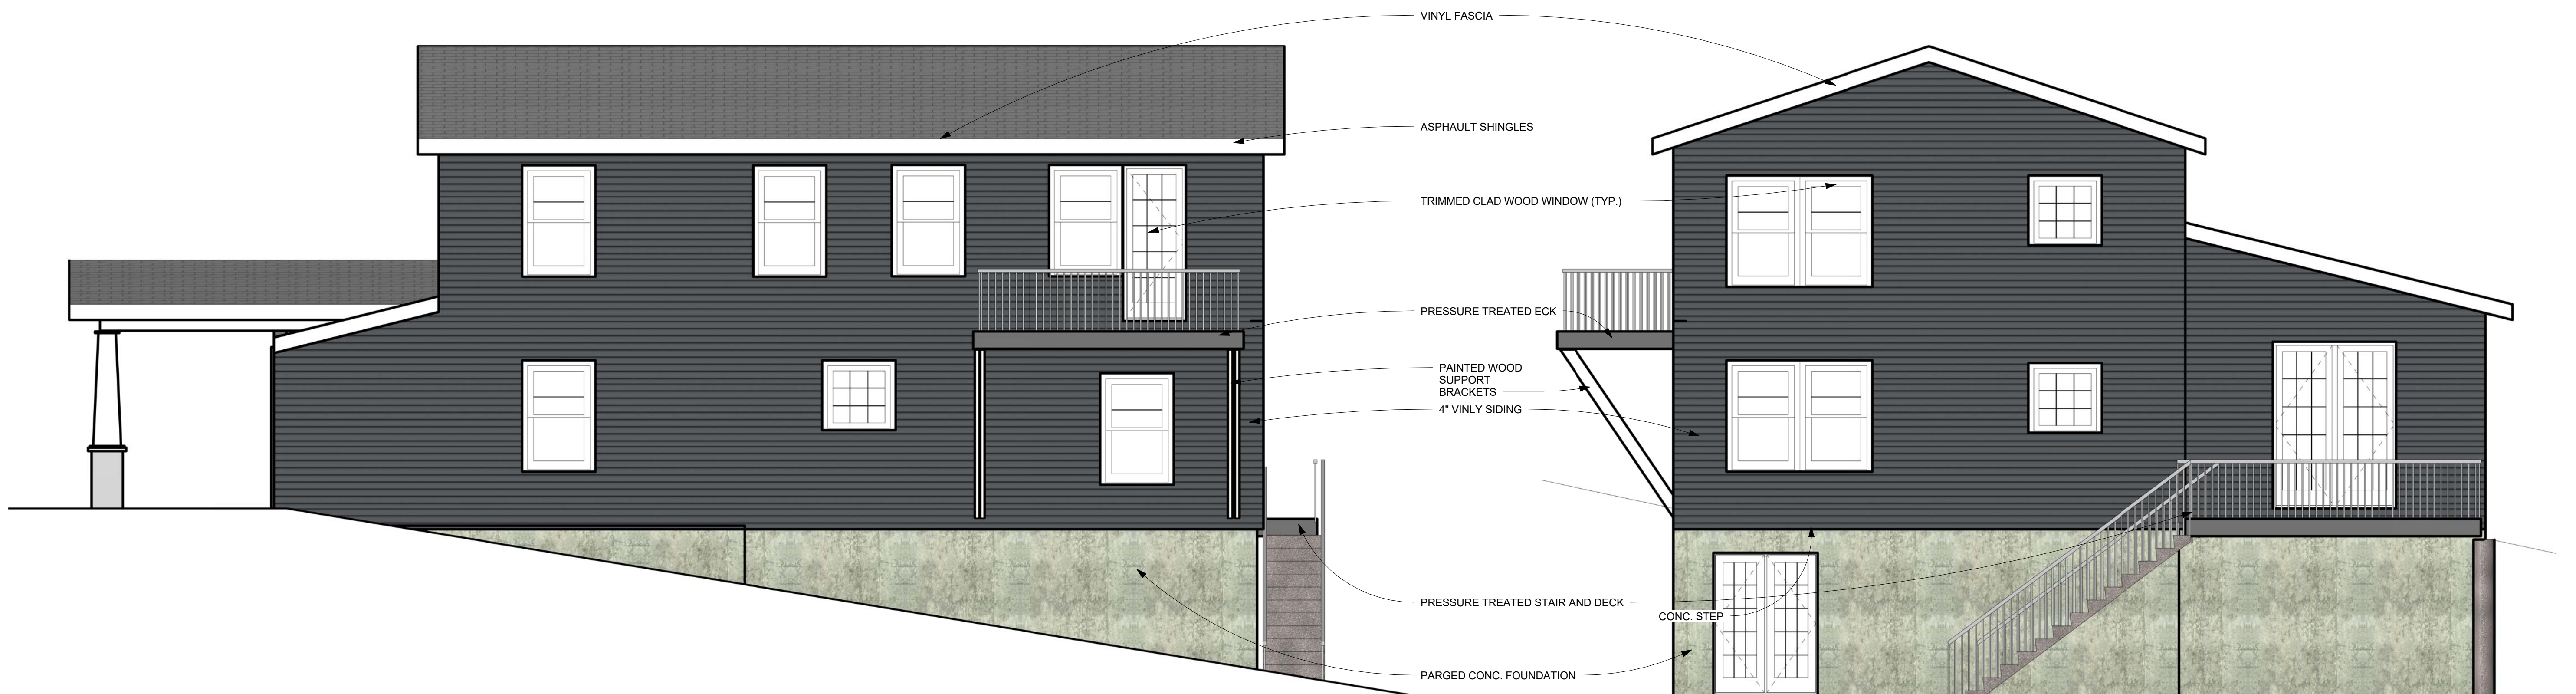 VINYL FASCIA
ASPHAULT SHINGLES
TRIMMED CLAD WOOD WINDOW (TYP.)
PRESSURE TREATED ECK
PAINTED WOOD
SUPPORT
BRACKETS
4" VINLY SIDING
PRESSURE TREATED STAIR AND DECK
CONC. STEP
PARGED CONC. FOUNDATION